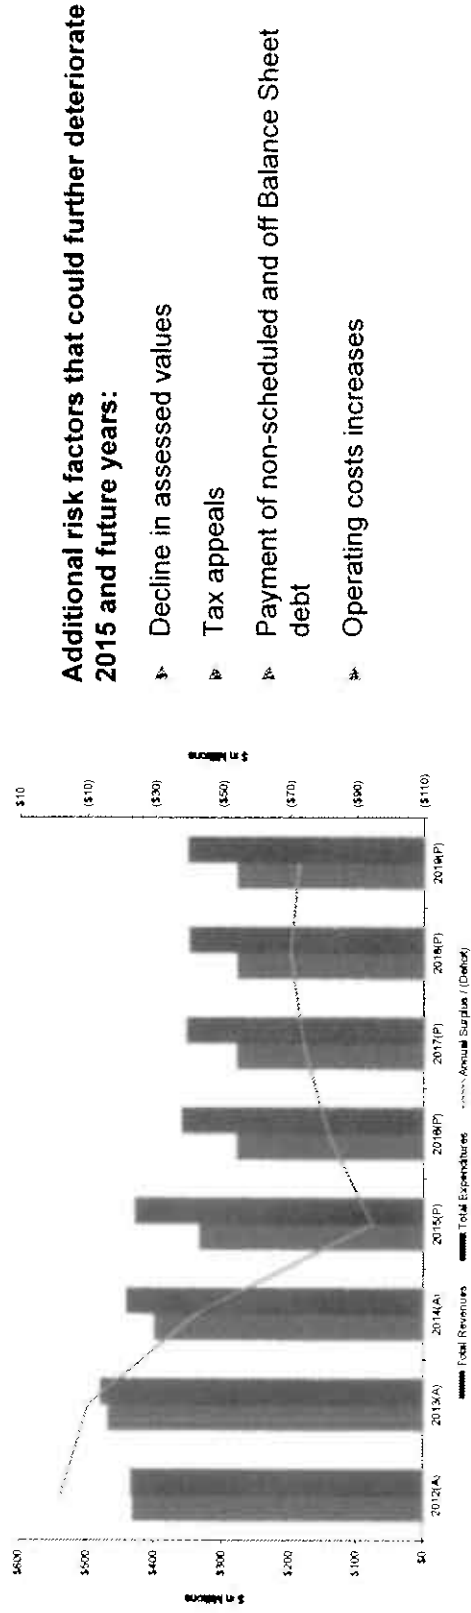 Additional risk factors that could further deteriorate
2015 and future years:
Decline in assessed values
Tax appeals
Payment of non-scheduled and off Balance Sheet
debt
Operating costs increases
$600
$500
$400
$300
$200
$100
$0
$ in Millions
$10
($10)
($30)
($50)
($70)
($90)
($110)
$ in Millions
2012(A)
2013(A)
2014(A)
2015(P)
2016(P)
2017(P)
2018(P)
2019(P)
Total Revenues
Total Expenditures
Annual Surplus / (Deficit)